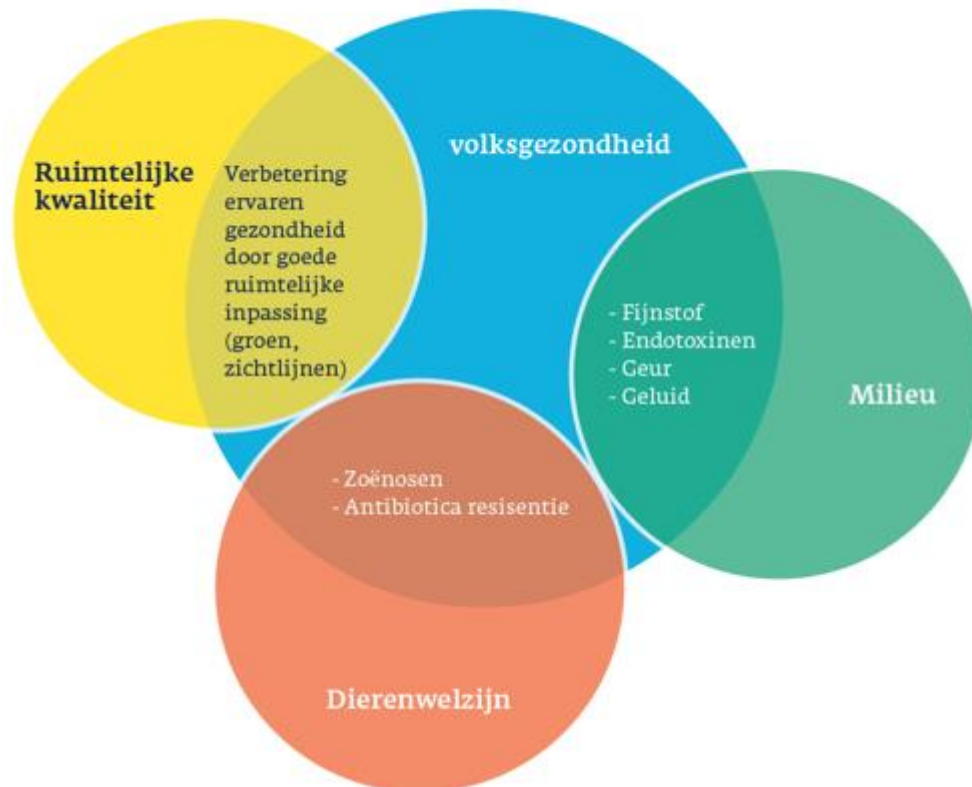 volksgezondheid
Ruimtelijke
kwaliteit
Verbetering
ervaren
gezondheid
door goede
ruimtelijke
inpassing
(groen,
zichtlijnen)
- Fijnstof
- Endotoxinen
- Geur
- Geluid
Milieu
- Zoënosen
- Antibiotica resisentie
Dierenwelzijn